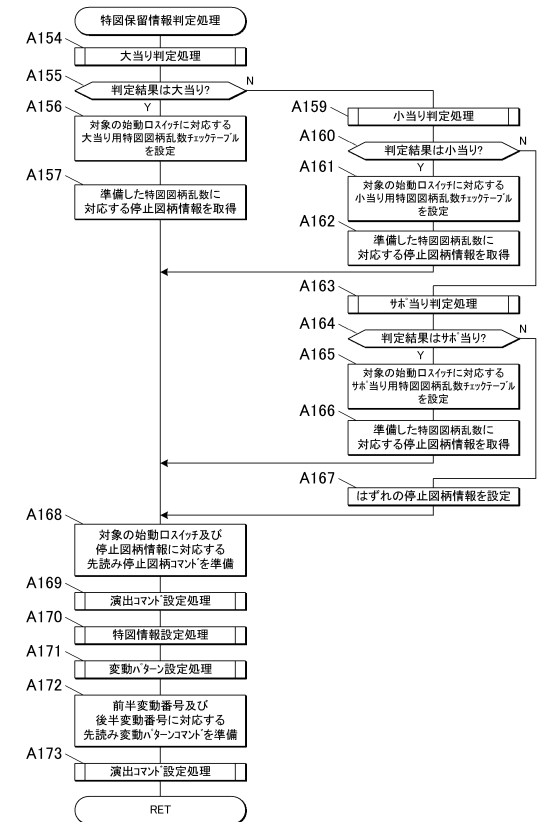 特図保留情報判定処理
A154
大当り判定処理
A155
判定結果は大当り?
N
Y
A156
対象の始動口スイッチに対応する
大当り用特図図柄乱数チェックテーブル
を設定
A157
準備した特図図柄乱数に
対応する停止図柄情報を取得
A159
小当り判定処理
A160
判定結果は小当り?
N
Y
A161
対象の始動口スイッチに対応する
小当り用特図図柄乱数チェックテーブル
を設定
A162
準備した特図図柄乱数に
対応する停止図柄情報を取得
A163
サポ当り判定処理
A164
判定結果はサポ当り?
N
Y
A165
対象の始動口スイッチに対応する
サポ当り用特図図柄乱数チェックテーブル
を設定
A166
準備した特図図柄乱数に
対応する停止図柄情報を取得
A167
はずれの停止図柄情報を設定
A168
対象の始動口スイッチ及び
停止図柄情報に対応する
先読み停止図柄コマンドを準備
A169
演出コマンド設定処理
A170
特図情報設定処理
A171
変動パターン設定処理
A172
前半変動番号及び
後半変動番号に対応する
先読み変動パターンコマンドを準備
A173
演出コマンド設定処理
RET